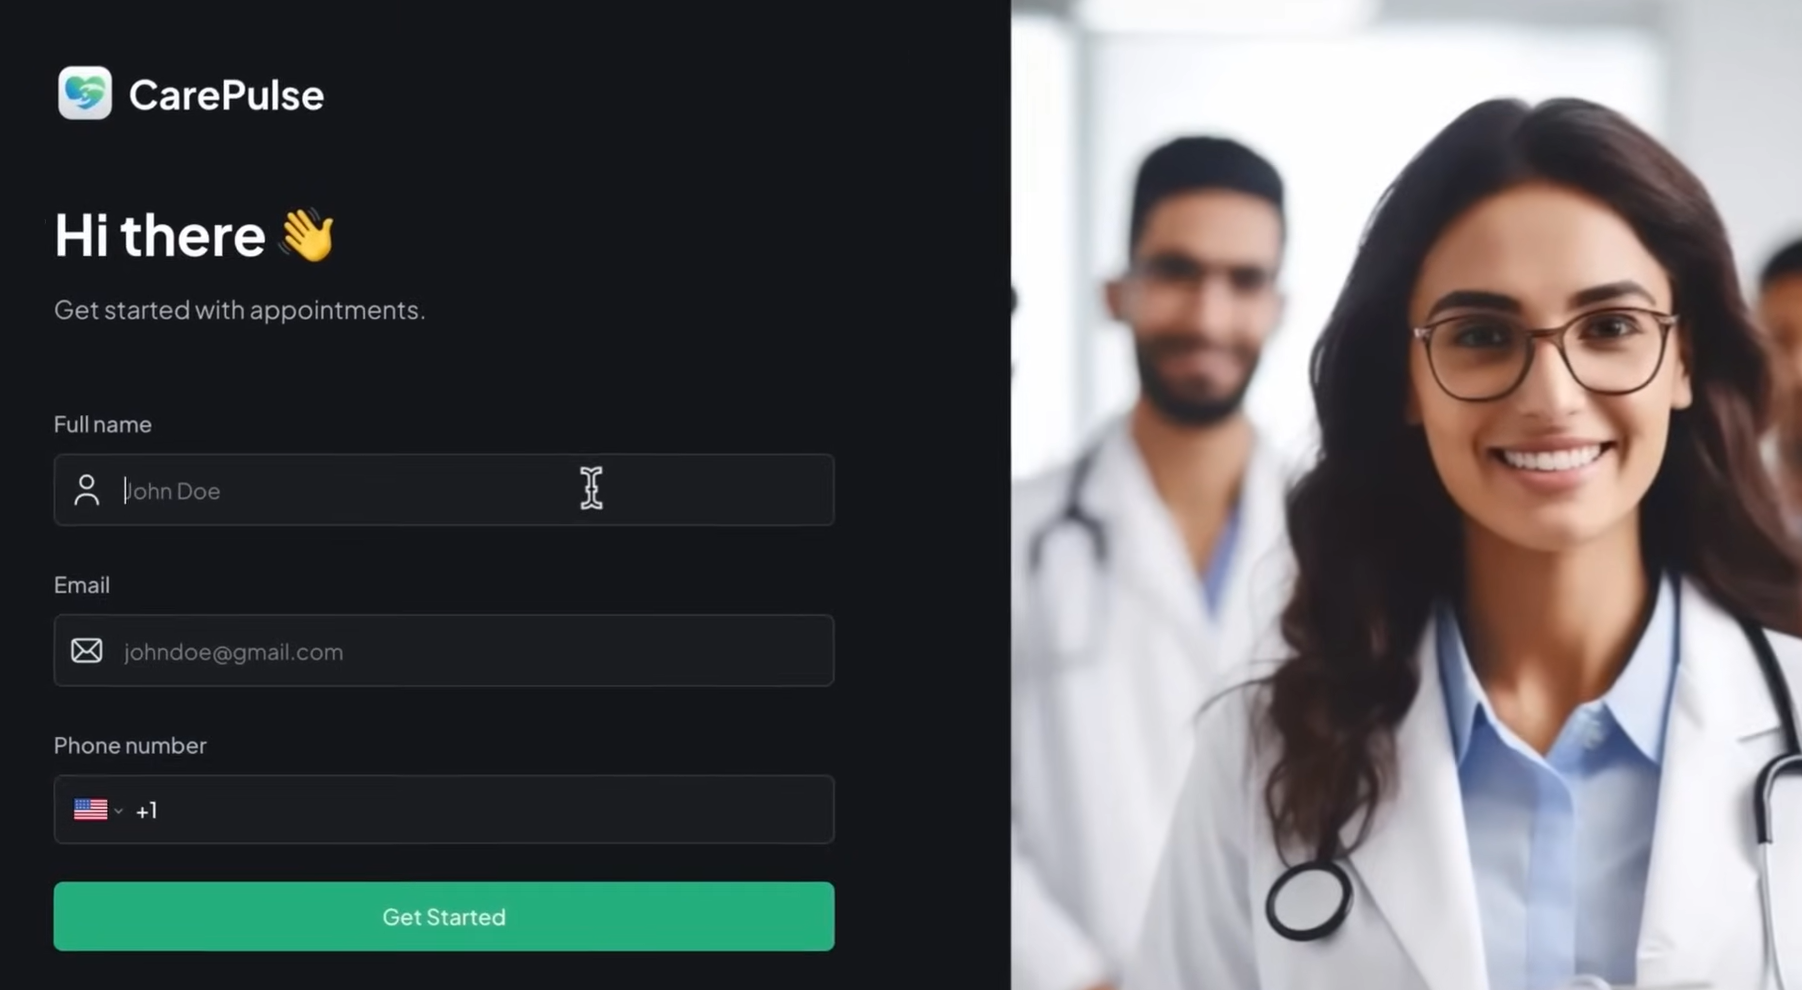 CarePulse
Hi there 👋
Get started with appointments.
Full name
John Doe
Email
johndoe@gmail.com
Phone number
+1
Get Started